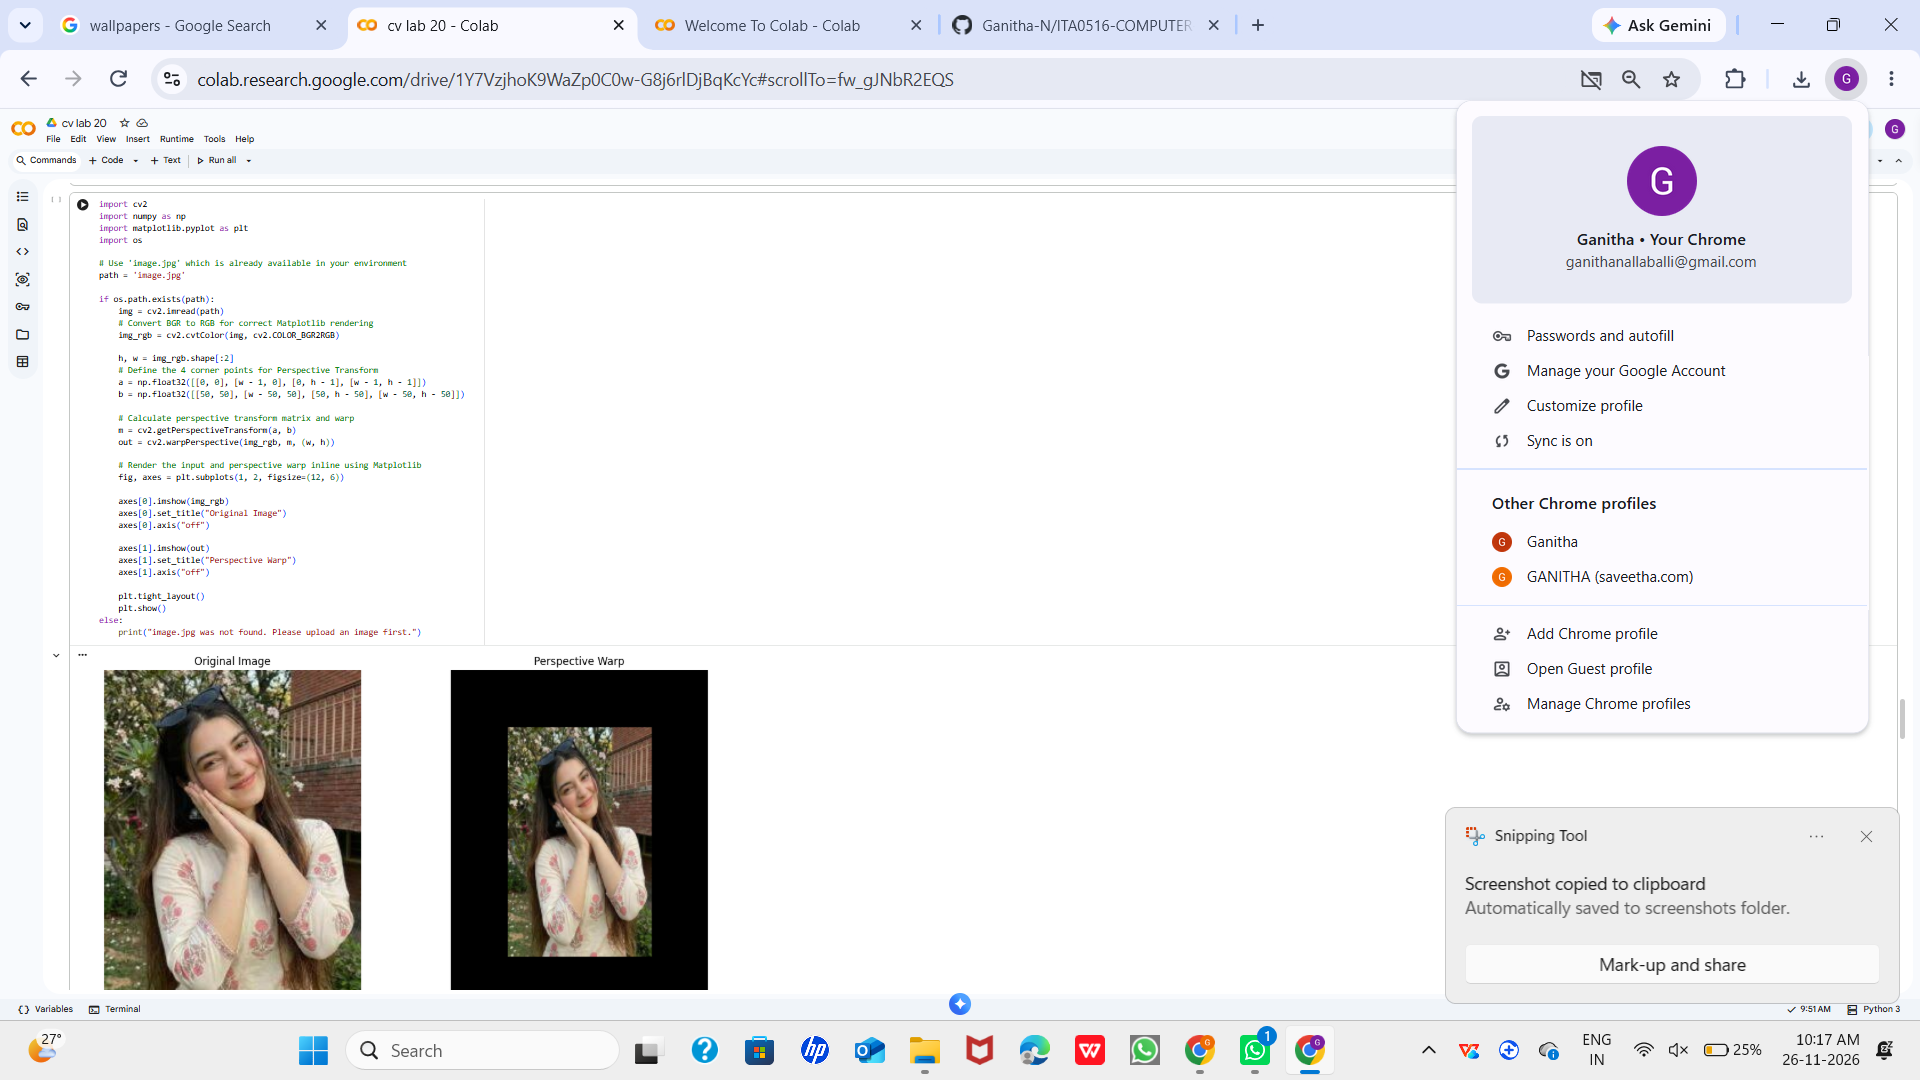 wallpapers - Google Search
cv lab 20 - Colab
Welcome To Colab - Colab
Ganitha-N/ITA0516-COMPUTER
Ask Gemini
colab.research.google.com/drive/1Y7VzjhoK9WaZp0C0w-G8j6rlDjBqKcYc#scrollTo=fw_gJNbR2EQS
G
cv lab 20
G
File Edit View Insert Runtime Tools Help
Commands + Code + Text Run all
import cv2
import numpy as np
import matplotlib.pyplot as plt
import os
# Use 'image.jpg' which is already available in your environment
path = 'image.jpg'
if os.path.exists(path):
img = cv2.imread(path)
# Convert BGR to RGB for correct Matplotlib rendering
img_rgb = cv2.cvtColor(img, cv2.COLOR_BGR2RGB)
h, w = img_rgb.shape[:2]
# Define the 4 corner points for Perspective Transform
a = np.float32([[0, 0], [w - 1, 0], [0, h - 1], [w - 1, h - 1]])
b = np.float32([[50, 50], [w - 50, 50], [50, h - 50], [w - 50, h - 50]])
# Calculate perspective transform matrix and warp
m = cv2.getPerspectiveTransform(a, b)
out = cv2.warpPerspective(img_rgb, m, (w, h))
# Render the input and perspective warp inline using Matplotlib
fig, axes = plt.subplots(1, 2, figsize=(12, 6))
axes[0].imshow(img_rgb)
axes[0].set_title("Original Image")
axes[0].axis("off")
axes[1].imshow(out)
axes[1].set_title("Perspective Warp")
axes[1].axis("off")
plt.tight_layout()
plt.show()
else:
print("image.jpg was not found. Please upload an image first.")
Original Image
Perspective Warp
G
Ganitha • Your Chrome
ganithanallaballi@gmail.com
Passwords and autofill
Manage your Google Account
Customize profile
Sync is on
Other Chrome profiles
G Ganitha
G GANITHA (saveetha.com)
Add Chrome profile
Open Guest profile
Manage Chrome profiles
Snipping Tool
Screenshot copied to clipboard
Automatically saved to screenshots folder.
Mark-up and share
Variables Terminal
9:51 AM Python 3
27°
Search
hp
W
G
1
G
ENG
IN
25%
10:17 AM
26-11-2026